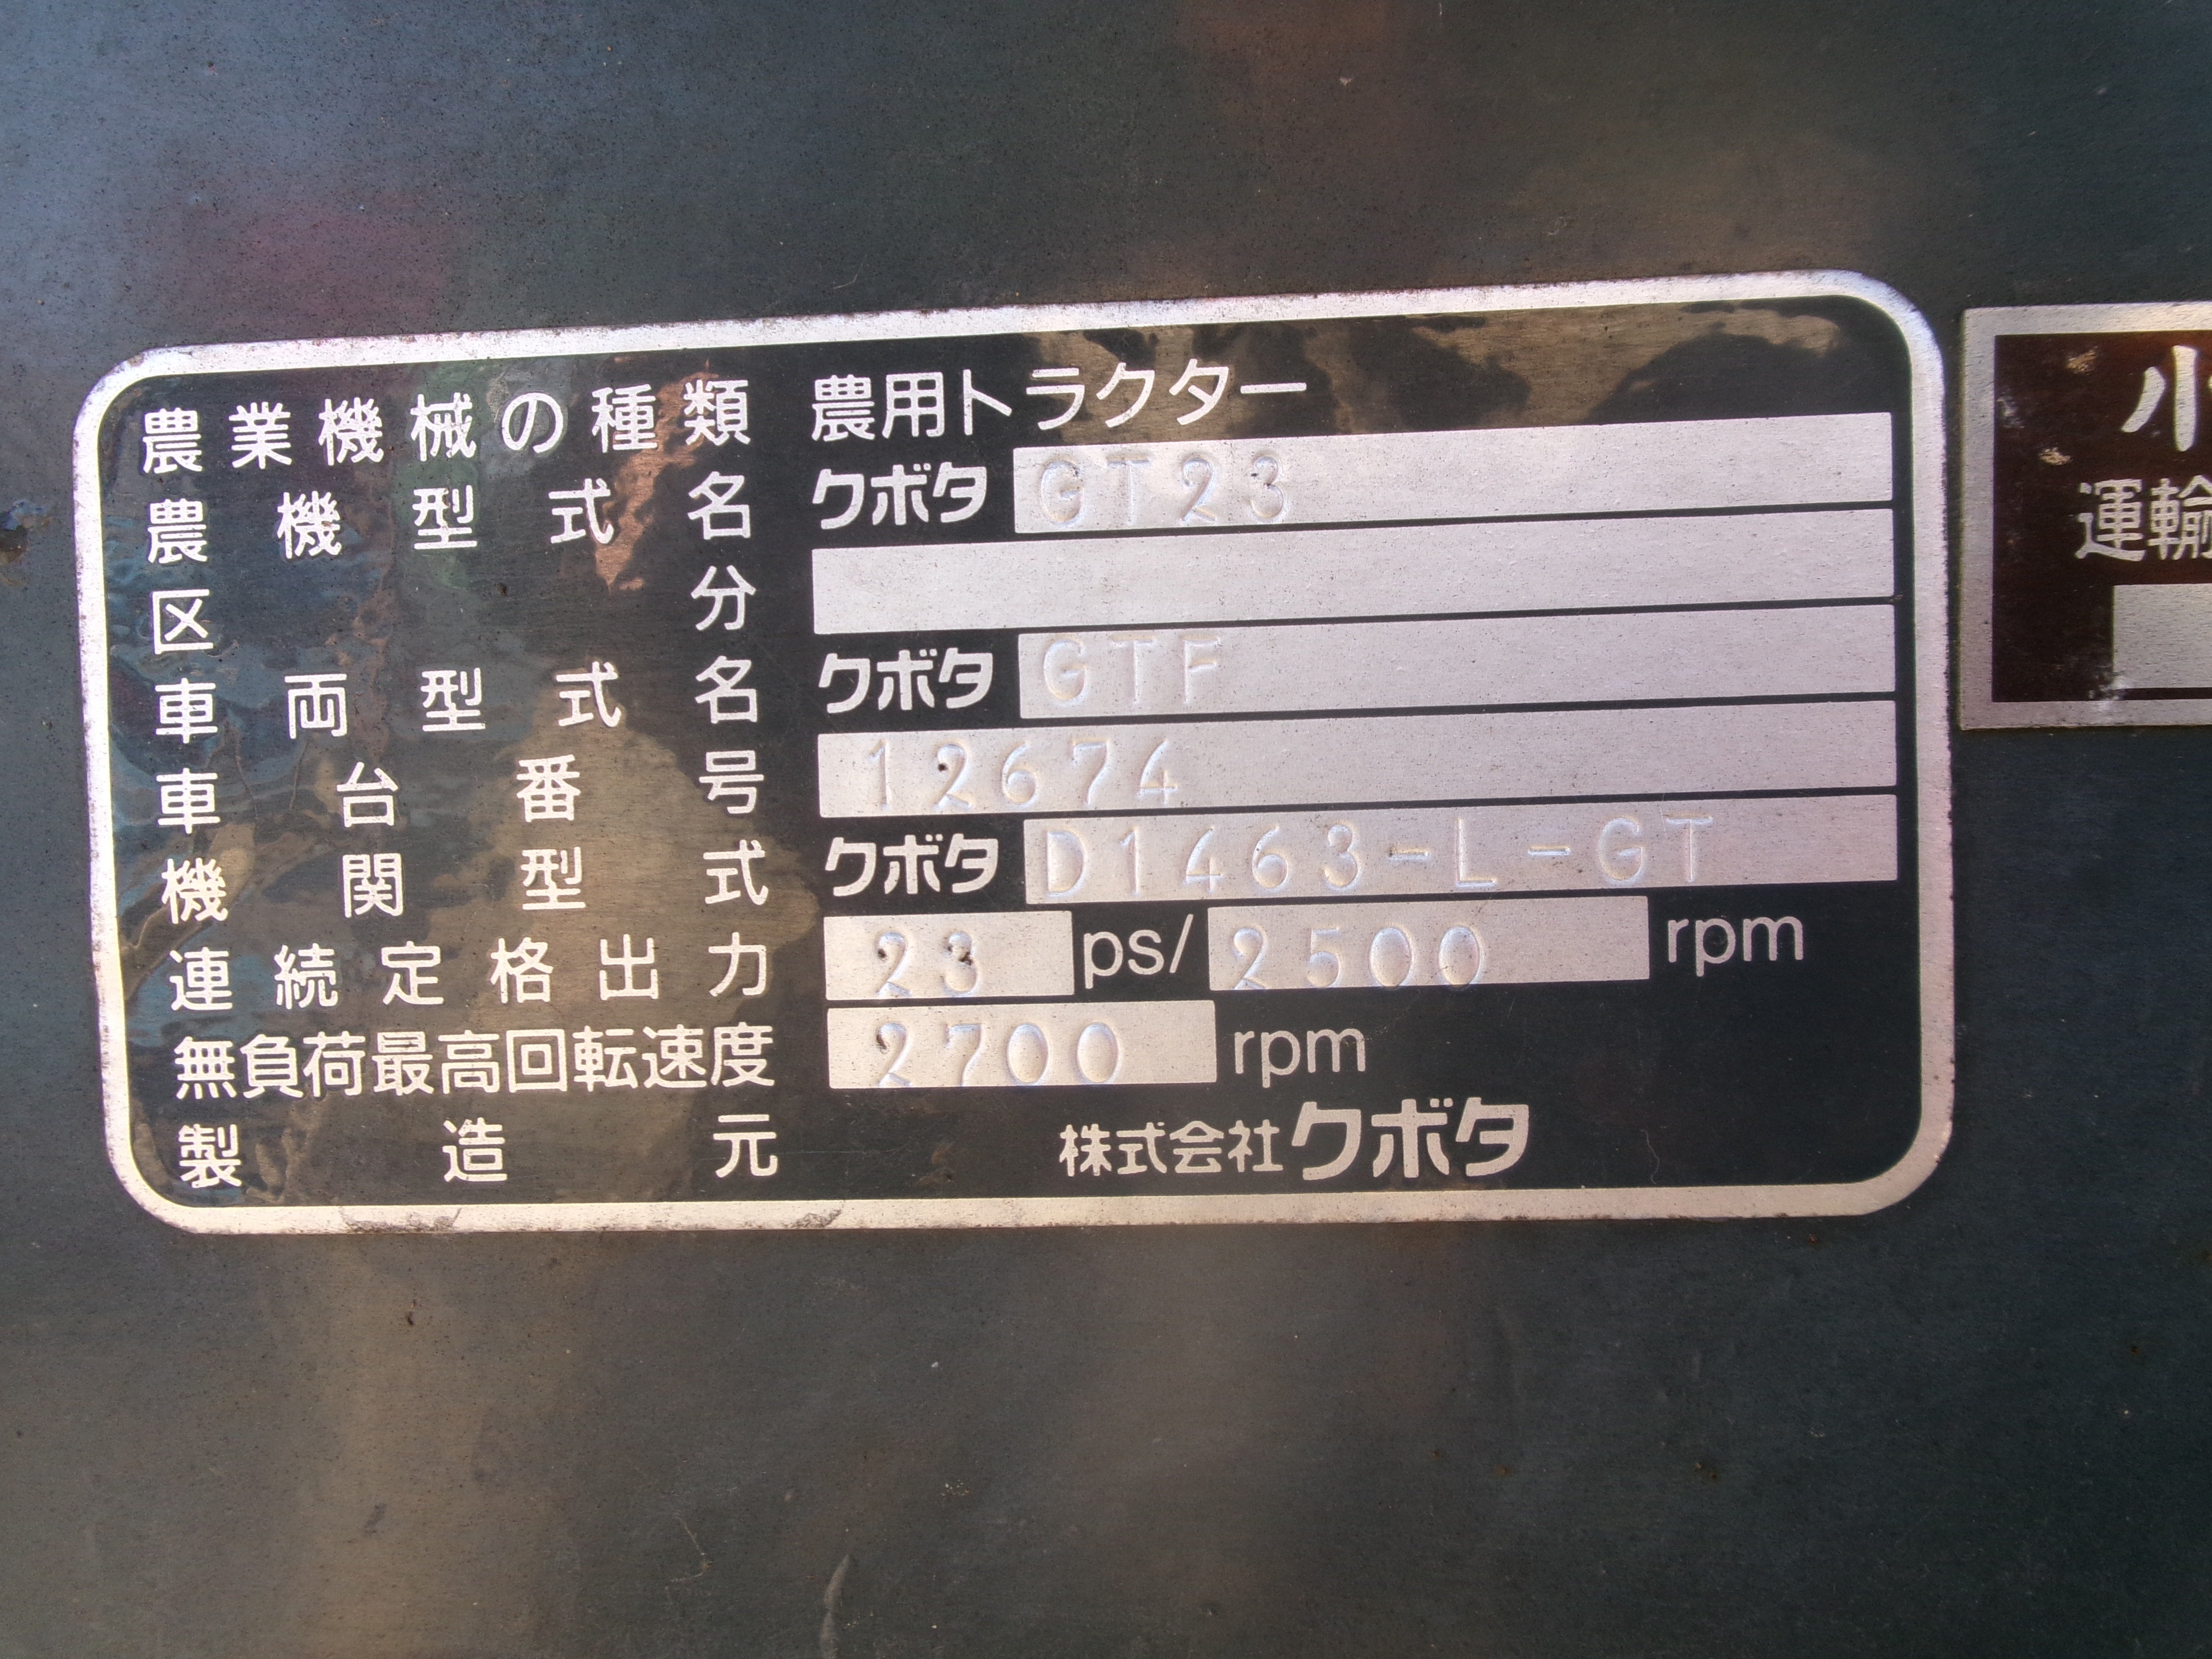 農業機械の種類 農用トラクター
農機型式名 クボタ GT23
区分
車両型式名 クボタ GTF
車台番号 12674
機関型式 クボタ D1463-L-GT
連続定格出力 23 ps/ 2500 rpm
無負荷最高回転速度 2700 rpm
製造元 株式会社クボタ
小
運輸